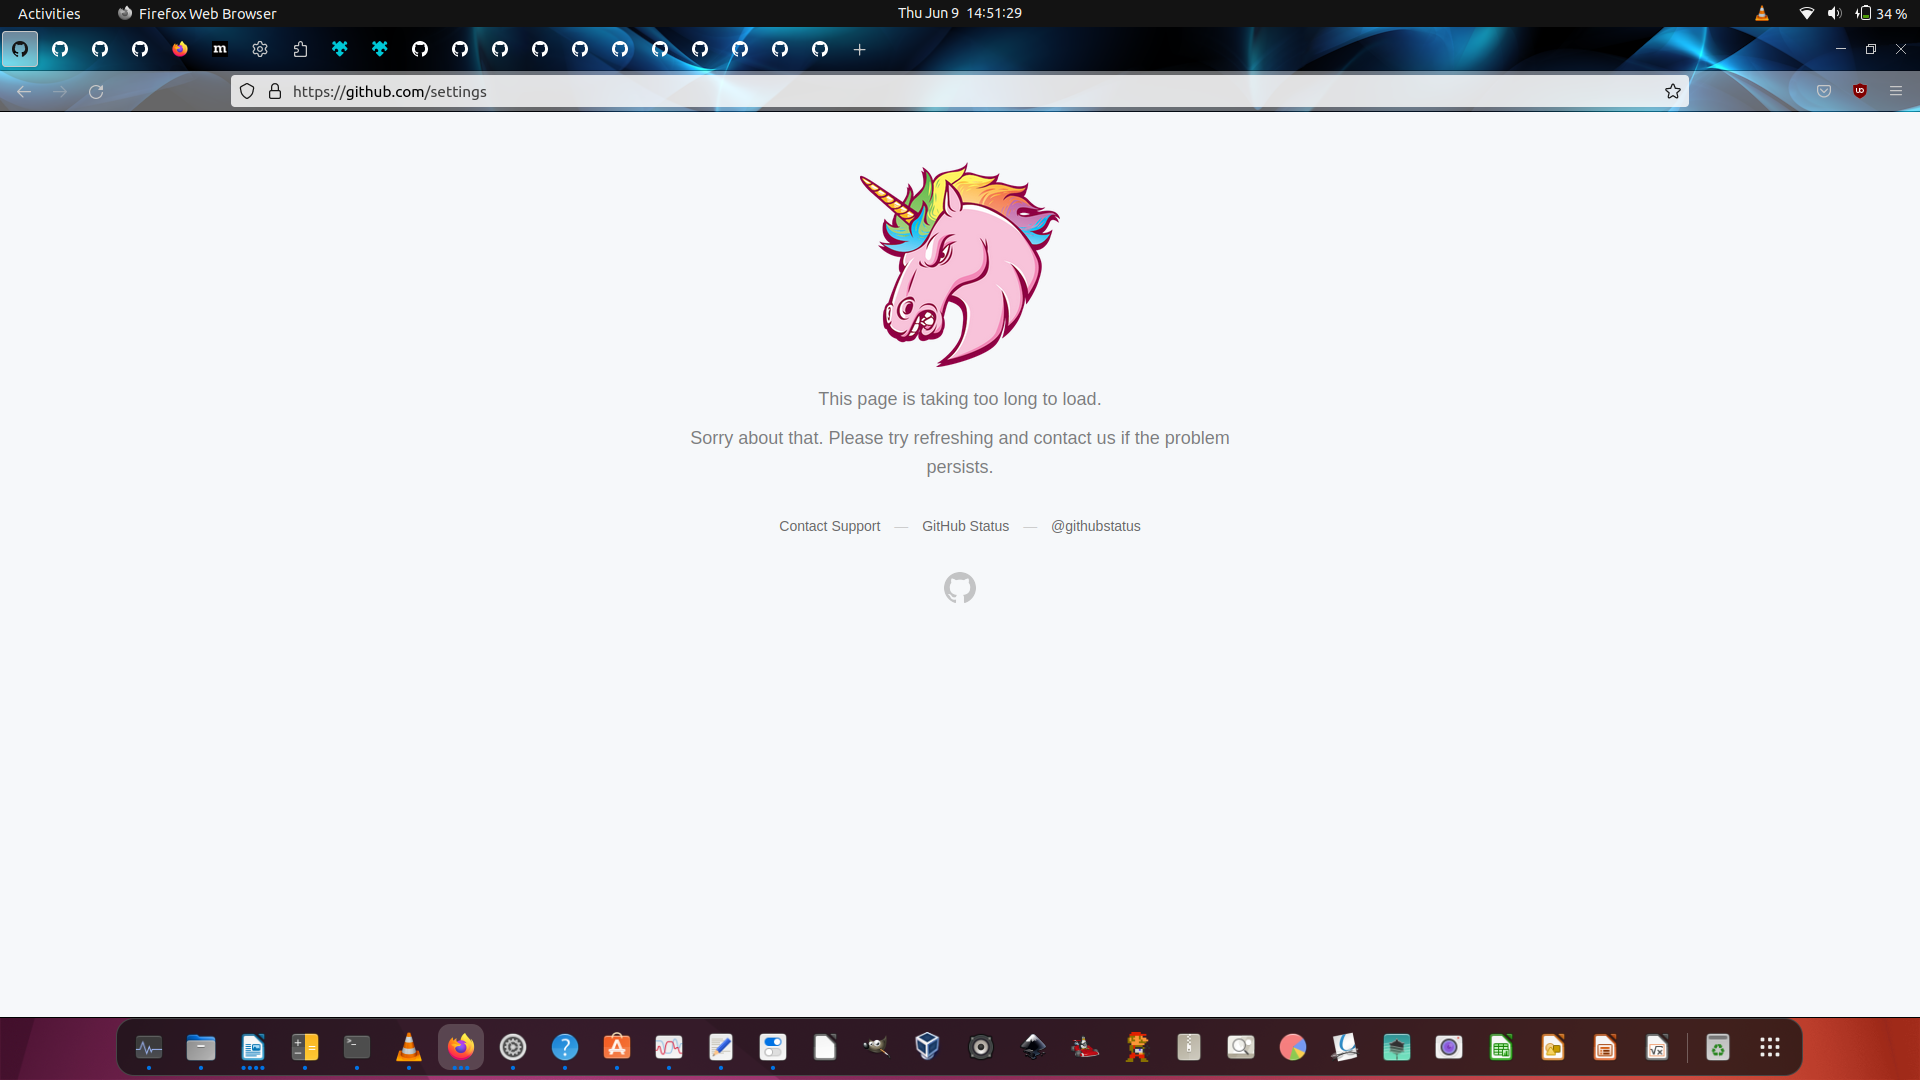 Activities
Firefox Web Browser
Thu Jun 9 14:51:29
34 %
m
https://github.com/settings
This page is taking too long to load.
Sorry about that. Please try refreshing and contact us if the problem
persists.
Contact Support — GitHub Status — @githubstatus